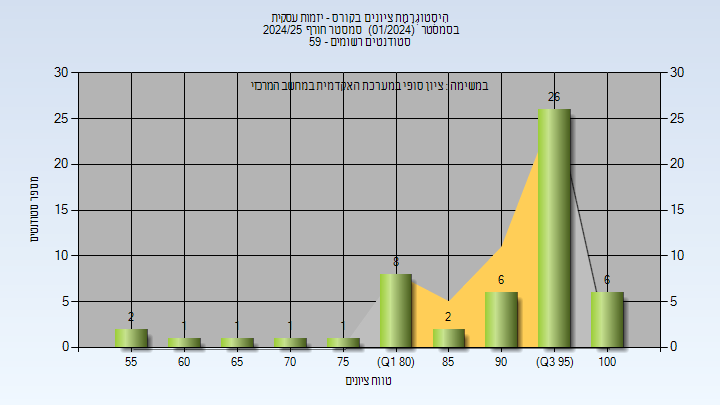 הִיסְטוֹגְרָמַת ציונים בקורס - יזמות עסקית
בסמסטר (01/2024) סמסטר חורף 2024/25
סטודנטים רשומים - 59
במשימה : ציון סופי במערכת האקדמית במחשב המרכזי
30 30
25 25
20 20
15 15
10 10
5 5
0 0
מספר סטודנטים
2 1 1 1 1 8 2 6 26 6
55 60 65 70 75 (Q1 80) 85 90 (Q3 95) 100
טווח ציונים